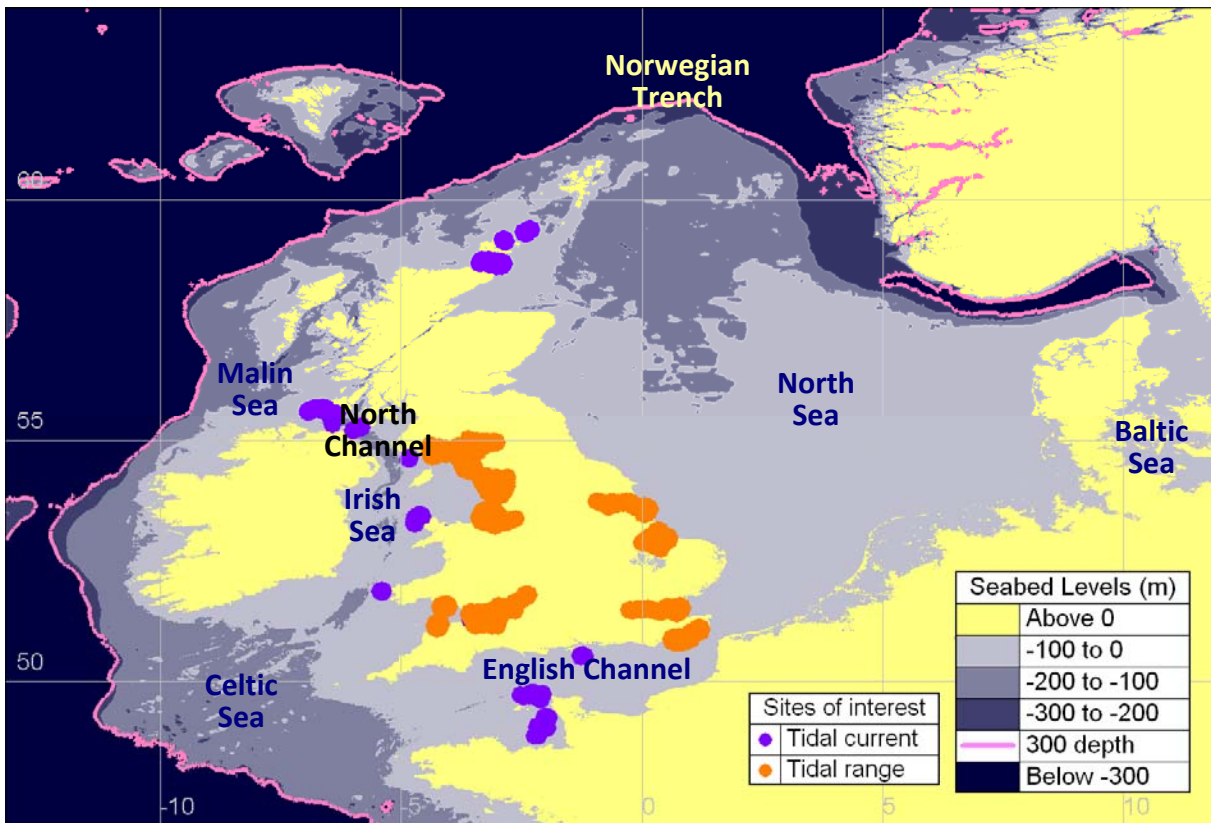 Norwegian
Trench
60
Malin
Sea
North
Channel
North
Sea
55
Baltic
Sea
Irish
Sea
50
Celtic
Sea
English Channel
Sites of interest
Tidal current
Tidal range
Seabed Levels (m)
Above 0
-100 to 0
-200 to -100
-300 to -200
300 depth
Below -300
-10
-5
0
5
10